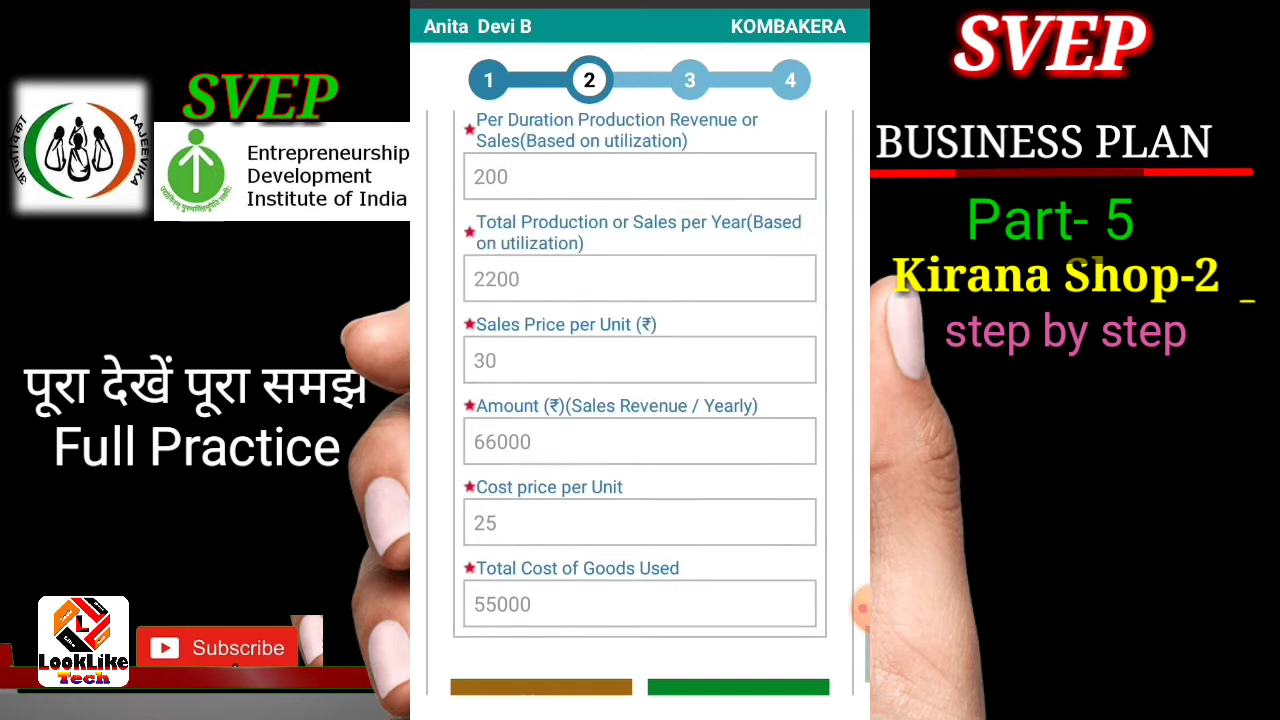 आजीविका
AAJEEVIKA
SVEP
Entrepreneurship
Development
Institute of India
पूरा देखें पूरा समझें
Full Practice
L
LookLike
Tech
Subscribe
Anita Devi B KOMBAKERA
1 2 3 4
★Per Duration Production Revenue or
Sales(Based on utilization)
200
★Total Production or Sales per Year(Based
on utilization)
2200
★Sales Price per Unit (₹)
30
★Amount (₹)(Sales Revenue / Yearly)
66000
★Cost price per Unit
25
★Total Cost of Goods Used
55000
SVEP
BUSINESS PLAN
Part- 5
Kirana Shop-2 _
step by step